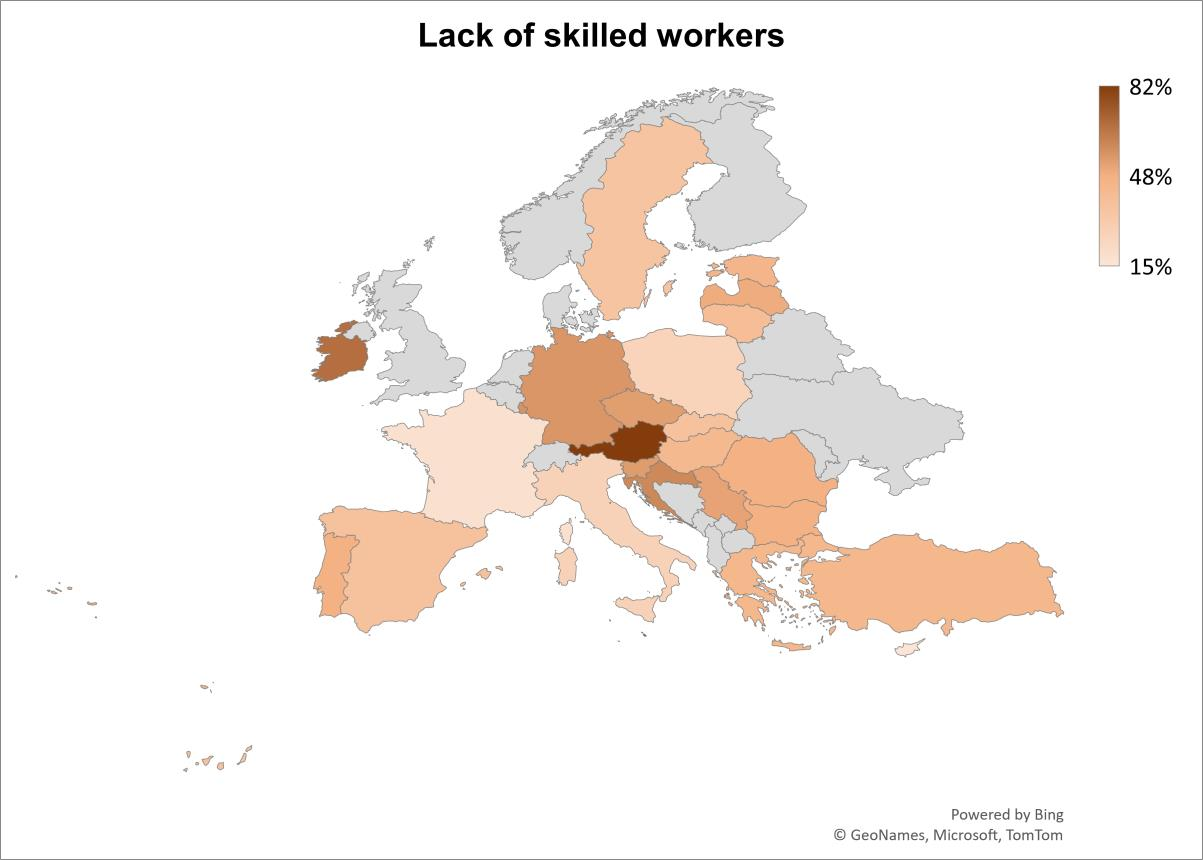 Lack of skilled workers
82%
48%
15%
Powered by Bing
© GeoNames, Microsoft, TomTom